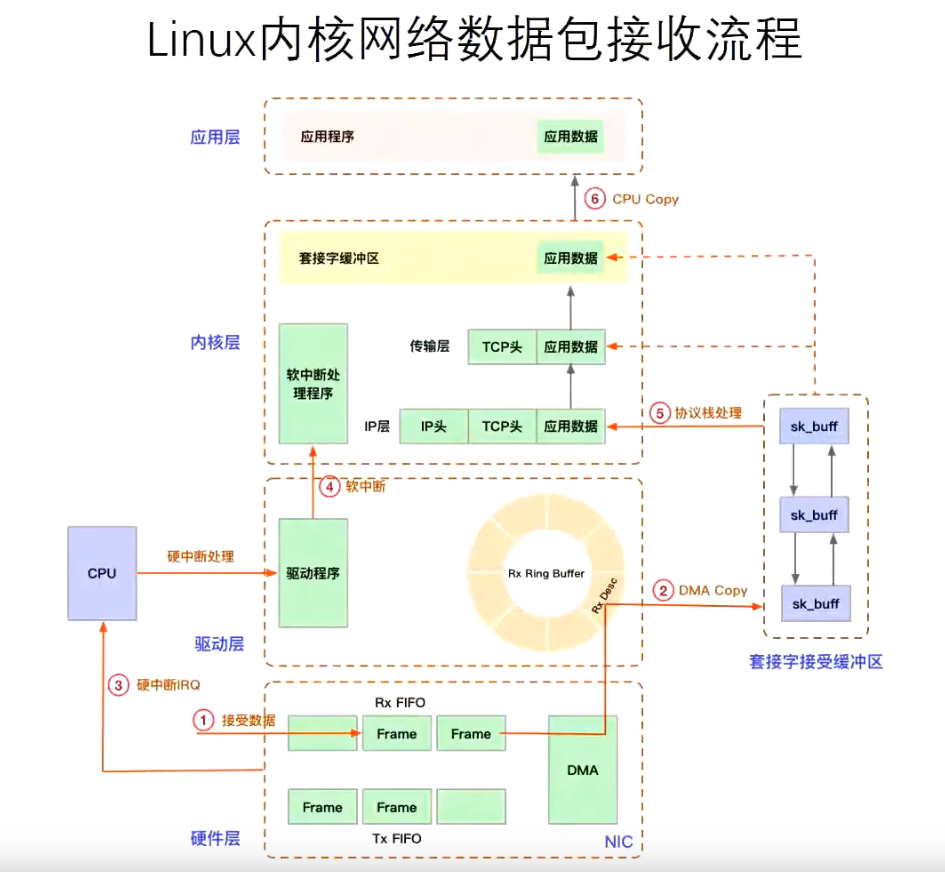 Linux内核网络数据包接收流程
应用层
应用程序
应用数据
⑥ CPU Copy
套接字缓冲区
应用数据
内核层
传输层
TCP头
应用数据
软中断处
理程序
IP层
IP头
TCP头
应用数据
⑤ 协议栈处理
sk_buff
sk_buff
sk_buff
套接字接受缓冲区
④ 软中断
CPU
硬中断处理
驱动程序
Rx Ring Buffer
Rx Desc
② DMA Copy
驱动层
③ 硬中断IRQ
① 接受数据
Rx FIFO
Frame
Frame
DMA
Frame
Frame
Tx FIFO
硬件层
NIC